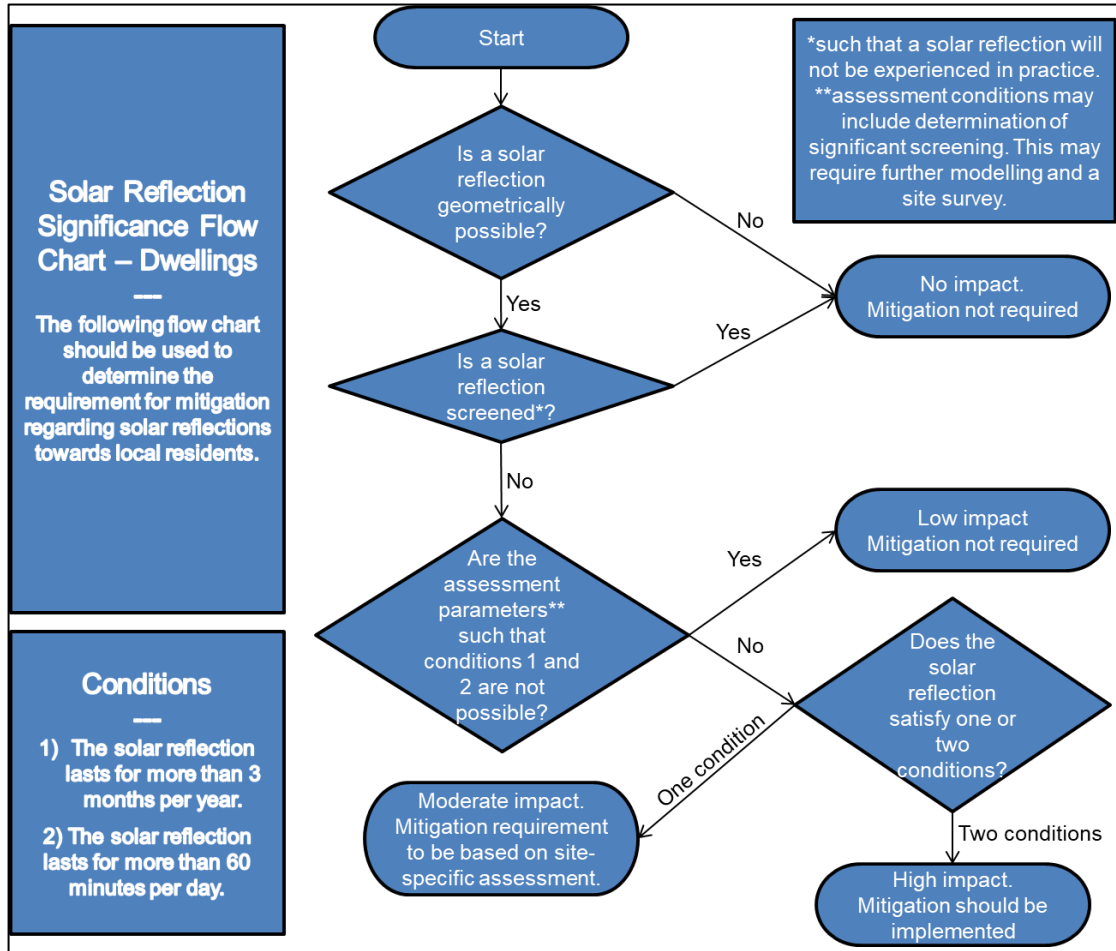 Solar Reflection
Significance Flow
Chart – Dwellings
---
The following flow chart
should be used to
determine the
requirement for mitigation
regarding solar reflections
towards local residents.
Conditions
---
1) The solar reflection
lasts for more than 3
months per year.
2) The solar reflection
lasts for more than 60
minutes per day.
Start
*such that a solar reflection will
not be experienced in practice.
**assessment conditions may
include determination of
significant screening. This may
require further modelling and a
site survey.
Is a solar
reflection
geometrically
possible?
No
No impact.
Mitigation not required
Yes
Yes
Is a solar
reflection
screened*?
No
Low impact
Mitigation not required
Yes
Are the
assessment
parameters**
such that
conditions 1 and
2 are not
possible?
No
Does the
solar
reflection
satisfy one or
two
conditions?
One condition
Moderate impact.
Mitigation requirement
to be based on site-
specific assessment.
Two conditions
High impact.
Mitigation should be
implemented